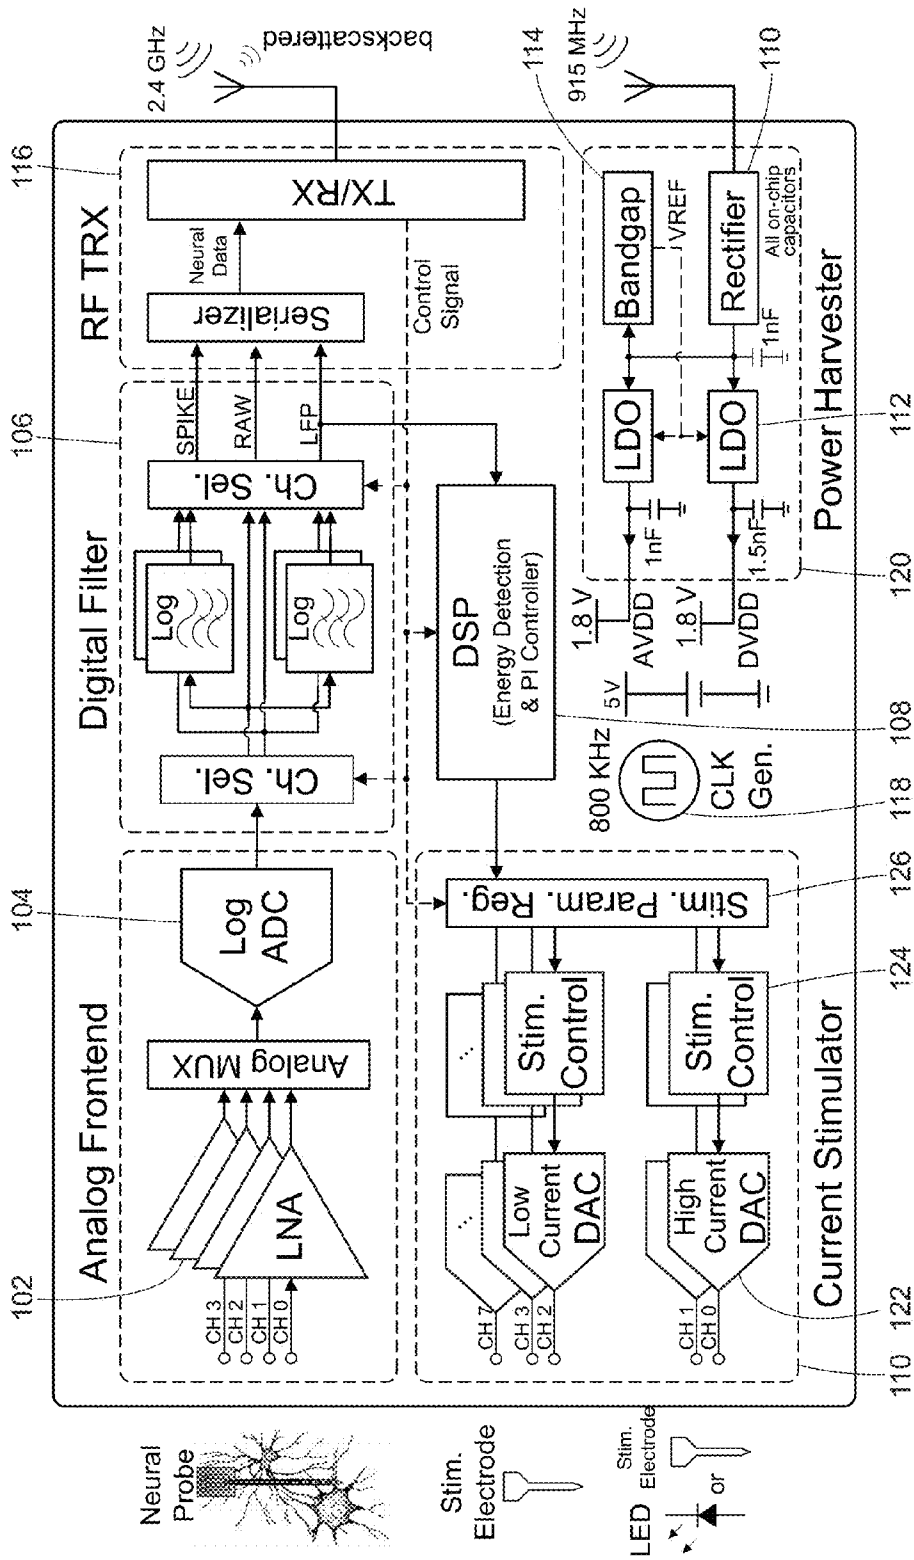 Neural
Probe
Stim.
Electrode
LED
or
Stim.
Electrode
Analog Frontend
102
104
CH 3
CH 2
CH 1
CH 0
LNA
Analog MUX
Log
ADC
Digital Filter
106
Ch. Sel.
Log
Log
Ch. Sel.
SPIKE
RAW
LFP
RF TRX
116
Serializer
Neural
Data
TX/RX
Control
Signal
2.4 GHz
backscattered
DSP
(Energy Detection
& PI Controller)
108
CH 7
CH 3
CH 2
...
...
Low
Current
DAC
Stim.
Control
CH 1
CH 0
High
Current
DAC
Stim.
Control
Stim. Param. Reg.
Current Stimulator
110
122
124
126
800 KHz
CLK
Gen.
118
5 V
1.8 V
AVDD
1.8 V
DVDD
1nF
1.5nF
LDO
LDO
112
1nF
Bandgap
114
VREF
Rectifier
All on-chip
capacitors
110
915 MHz
Power Harvester
120